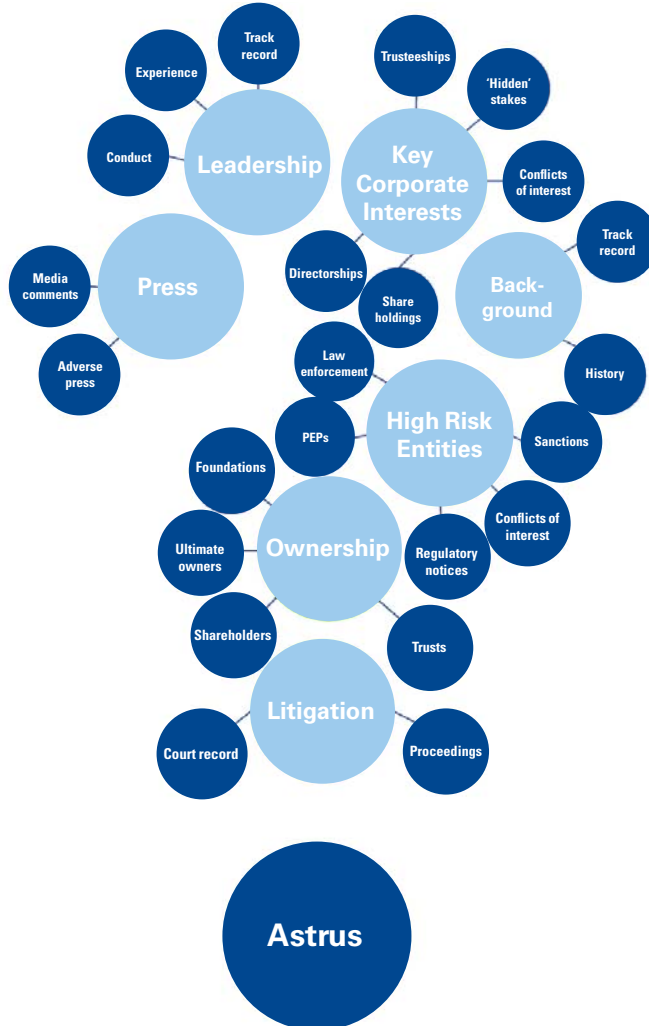 Track
record
Experience
Conduct
Leadership
Trusteeships
‘Hidden’
stakes
Key
Corporate
Interests
Conflicts
of interest
Directorships
Share
holdings
Track
record
Back-
ground
History
Press
Media
comments
Adverse
press
Law
enforcement
PEPs
High Risk
Entities
Sanctions
Conflicts of
interest
Regulatory
notices
Foundations
Ultimate
owners
Ownership
Shareholders
Trusts
Litigation
Court record
Proceedings
Astrus